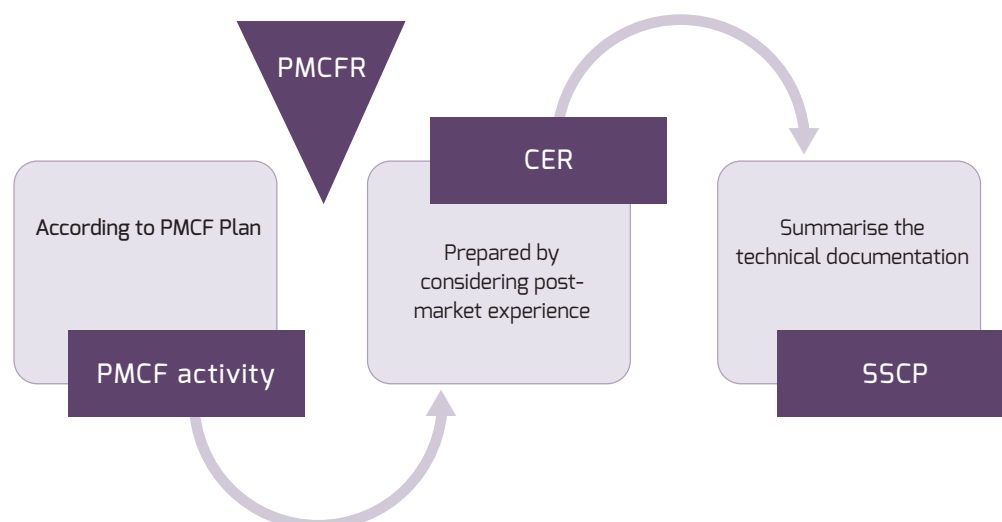 PMCFR
According to PMCF Plan
PMCF activity
CER
Prepared by
considering post-
market experience
Summarise the
technical documentation
SSCP